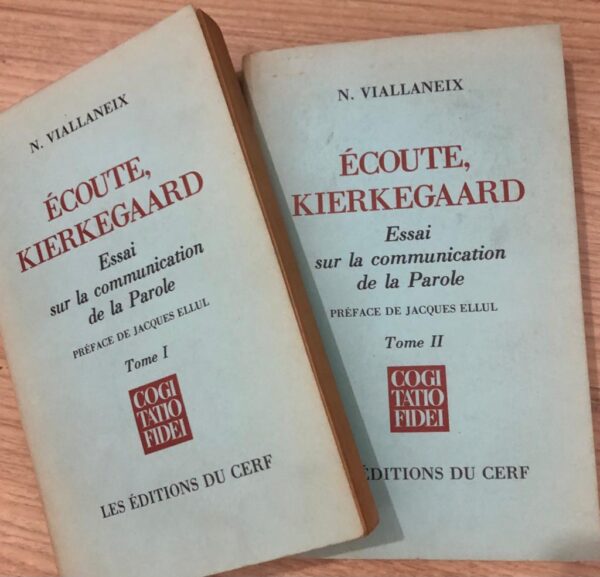 N. VIALLANEIX
ÉCOUTE,
KIERKEGAARD
Essai
sur la communication
de la Parole
PRÉFACE DE JACQUES ELLUL
Tome I
COGI
TATIO
FIDEI
LES ÉDITIONS DU CERF
N. VIALLANEIX
ÉCOUTE,
KIERKEGAARD
Essai
sur la communication
de la Parole
PRÉFACE DE JACQUES ELLUL
Tome II
COGI
TATIO
FIDEI
ÉDITIONS DU CERF